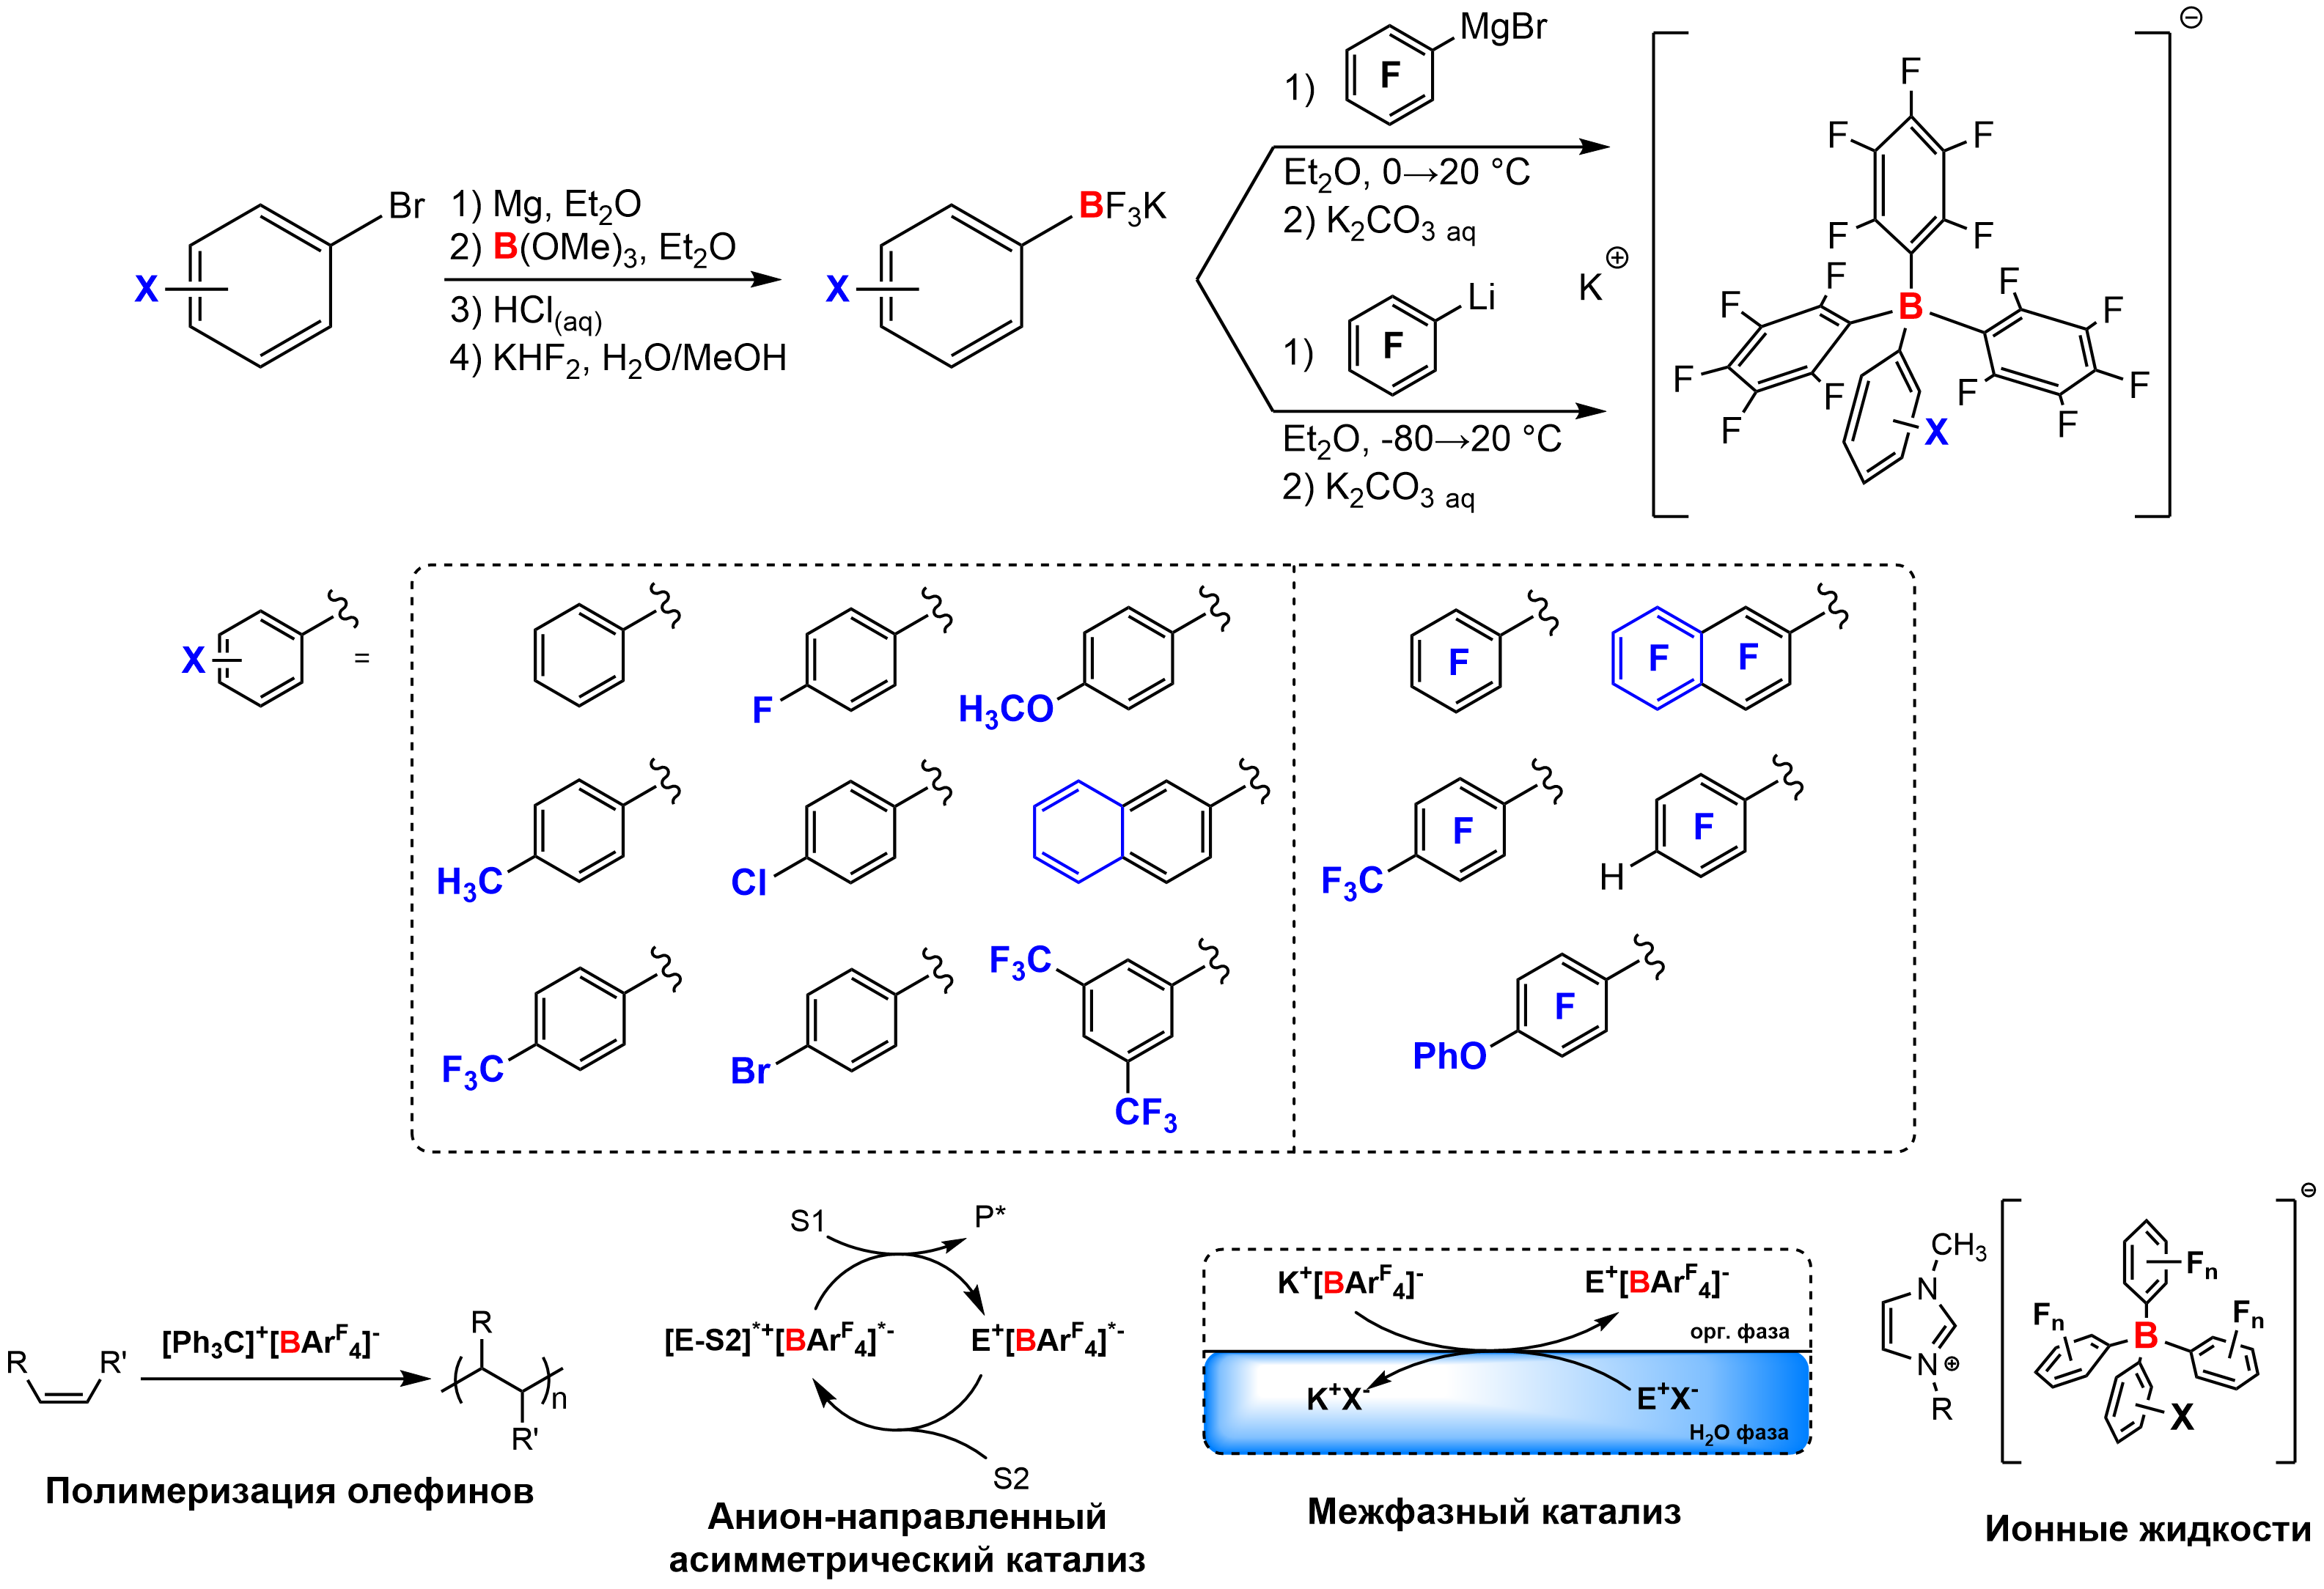 Br
X
1) Mg, Et2O
2) B(OMe)3, Et2O
3) HCl(aq)
4) KHF2, H2O/MeOH
BF3K
X
1)
F
MgBr
Et2O, 0→20 °C
2) K2CO3 aq
1)
F
Li
Et2O, -80→20 °C
2) K2CO3 aq
K⊕
⊖
F
F F
F F
F F F F
F B F
F F F F
X
X =
F
H3CO
F
F F
H3C
Cl
F3C
F
H
F
F3C
Br
F3C
CF3
PhO
F
R R'
[Ph3C]+[BArF4]-
R
R'
n
Полимеризация олефинов
S1
P*
[E-S2]*+[BArF4]*-
E+[BArF4]*-
S2
Анион-направленный
асимметрический катализ
K+[BArF4]-
E+[BArF4]-
орг. фаза
K+X-
E+X-
H2O фаза
Межфазный катализ
CH3
N
N⊕
R
⊖
Fn
Fn
Fn
B
X
Ионные жидкости